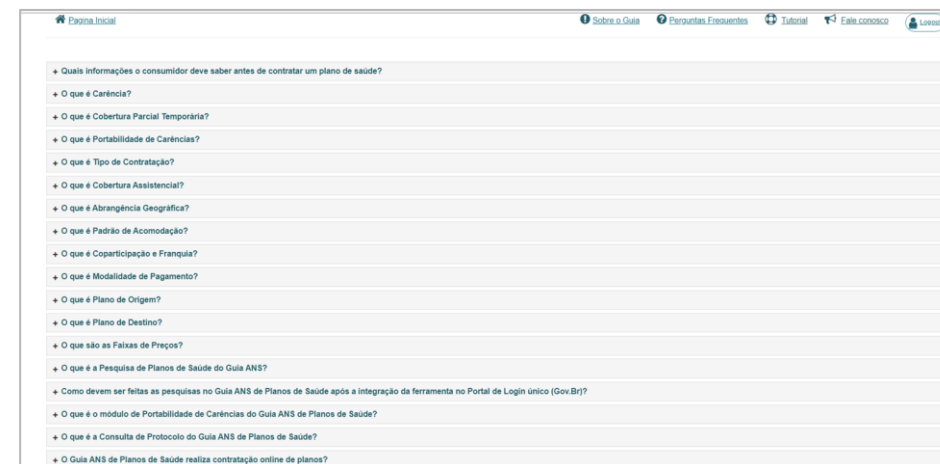 Pagina Inicial Sobre o Guia Perguntas Frequentes Tutorial Fale conosco Logout
+ Quais informações o consumidor deve saber antes de contratar um plano de saúde?
+ O que é Carência?
+ O que é Cobertura Parcial Temporária?
+ O que é Portabilidade de Carências?
+ O que é Tipo de Contratação?
+ O que é Cobertura Assistencial?
+ O que é Abrangência Geográfica?
+ O que é Padrão de Acomodação?
+ O que é Coparticipação e Franquia?
+ O que é Modalidade de Pagamento?
+ O que é Plano de Origem?
+ O que é Plano de Destino?
+ O que são as Faixas de Preços?
+ O que é a Pesquisa de Planos de Saúde do Guia ANS?
+ Como devem ser feitas as pesquisas no Guia ANS de Planos de Saúde após a integração da ferramenta no Portal de Login único (Gov.Br)?
+ O que é o módulo de Portabilidade de Carências do Guia ANS de Planos de Saúde?
+ O que é a Consulta de Protocolo do Guia ANS de Planos de Saúde?
+ O Guia ANS de Planos de Saúde realiza contratação online de planos?